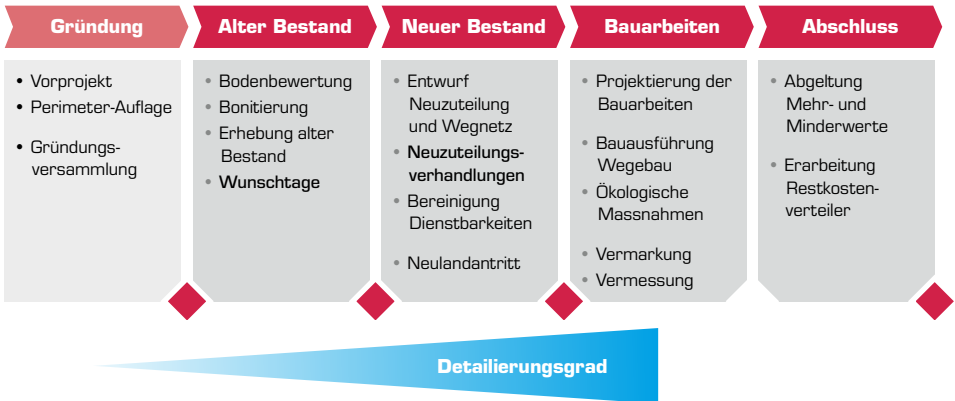 Gründung
Alter Bestand
Neuer Bestand
Bauarbeiten
Abschluss
• Vorprojekt
• Perimeter-Auflage
• Gründungs-
versammlung
• Bodenbewertung
• Bonitierung
• Erhebung alter
Bestand
• Wunschtage
• Entwurf
Neuzuteilung
und Wegnetz
• Neuzuteilungs-
verhandlungen
• Bereinigung
Dienstbarkeiten
• Neulandantritt
• Projektierung der
Bauarbeiten
• Bauausführung
Wegebau
• Ökologische
Massnahmen
• Vermarkung
• Vermessung
• Abgeltung
Mehr- und
Minderwerte
• Erarbeitung
Restkosten-
verteiler
Detailierungsgrad